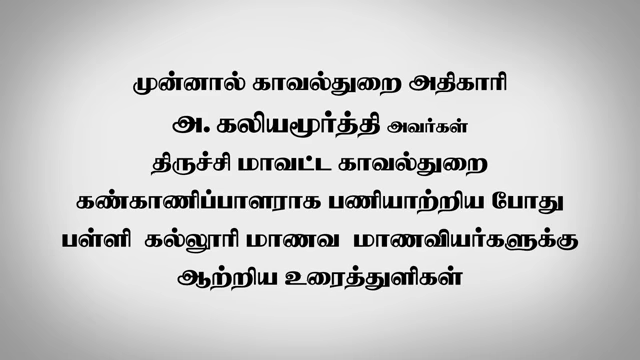 முன்னால் காவல்துறை அதிகாரி
அ. கலியமூர்த்தி அவர்கள்
திருச்சி மாவட்ட காவல்துறை
கண்காணிப்பாளராக பணியாற்றிய போது
பள்ளி கல்லூரி மாணவ மாணவியர்களுக்கு
ஆற்றிய உரைத்துளிகள்